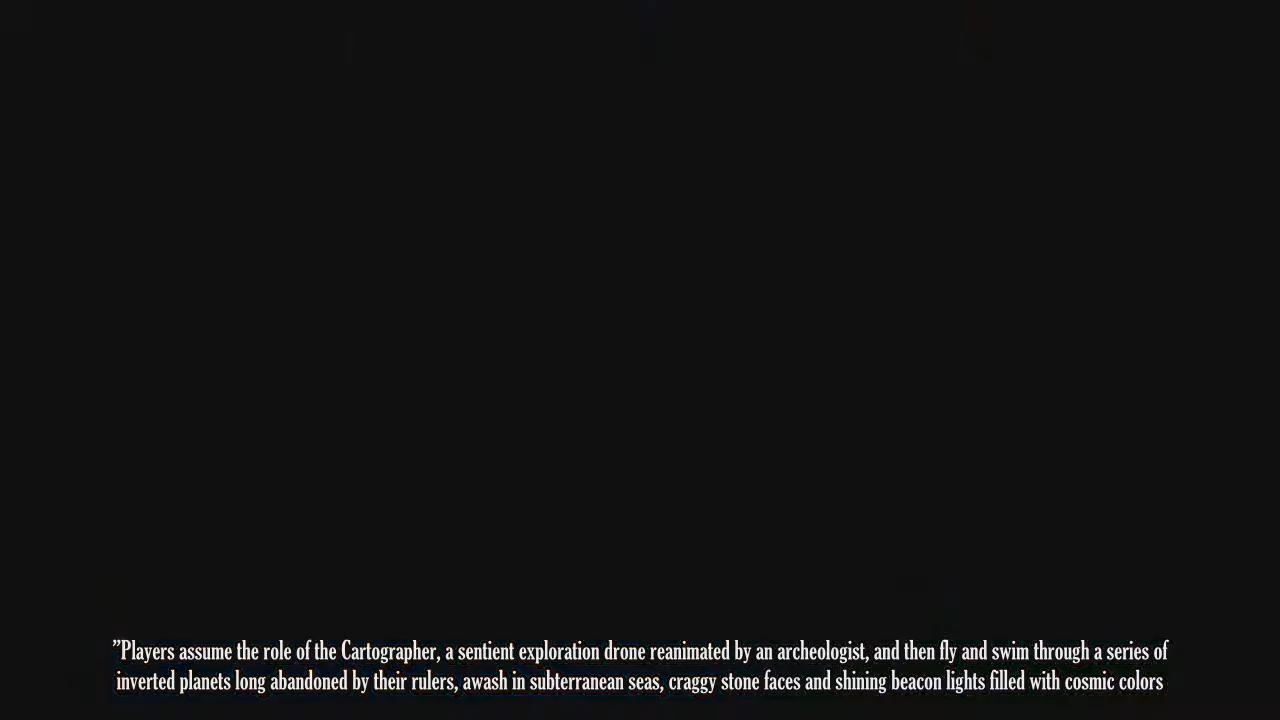 ”Players assume the role of the Cartographer, a sentient exploration drone reanimated by an archeologist, and then fly and swim through a series of
inverted planets long abandoned by their rulers, awash in subterranean seas, craggy stone faces and shining beacon lights filled with cosmic colors